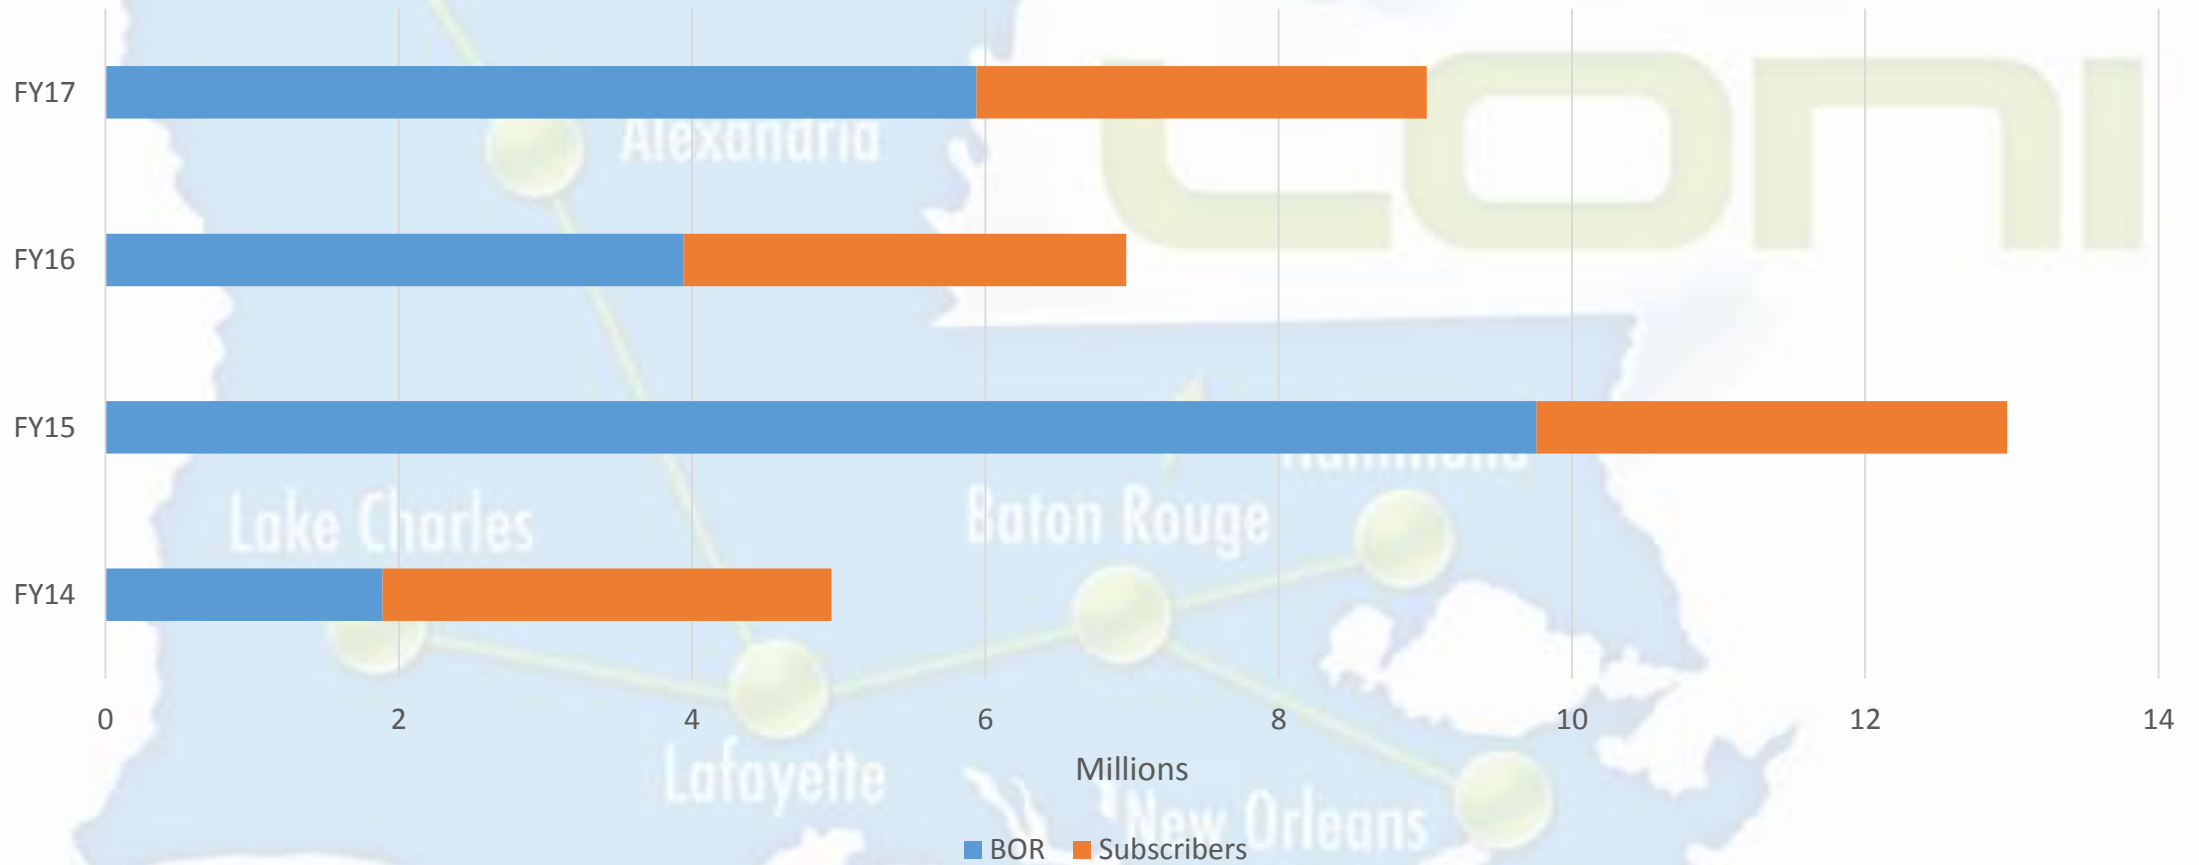 FY17
Alexandria
LONI
FY16
FY15
Lake Charles
Baton Rouge
FY14
0 2 4 6 8 10 12 14
Millions
Lafayette
New Orleans
BOR Subscribers